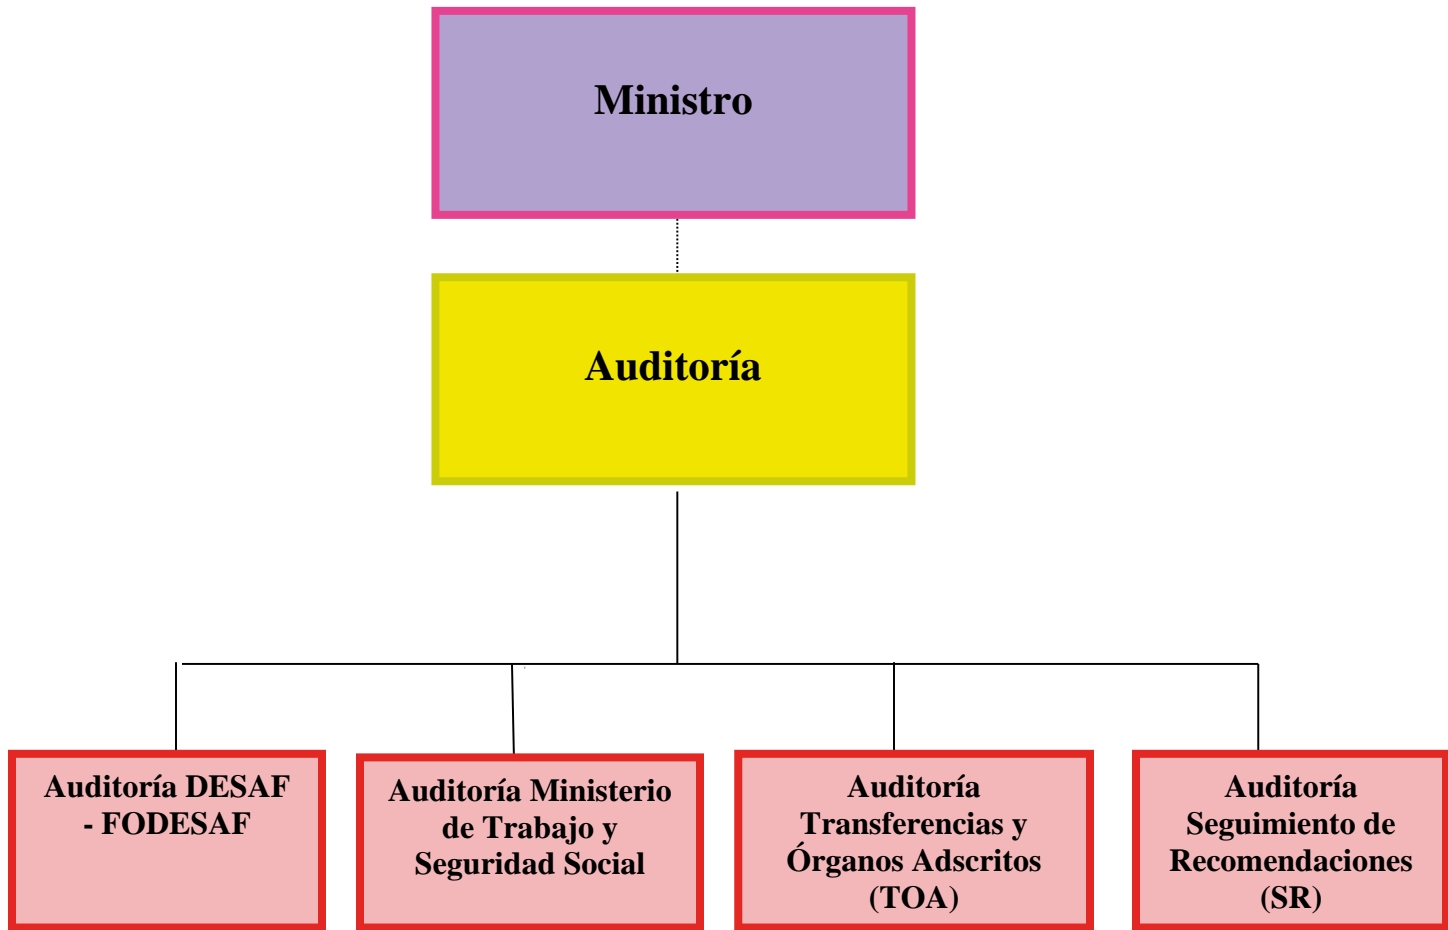 Ministro
Auditoría
Auditoría DESAF
- FODESAF
Auditoría Ministerio
de Trabajo y
Seguridad Social
Auditoría
Transferencias y
Órganos Adscritos
(TOA)
Auditoría
Seguimiento de
Recomendaciones
(SR)